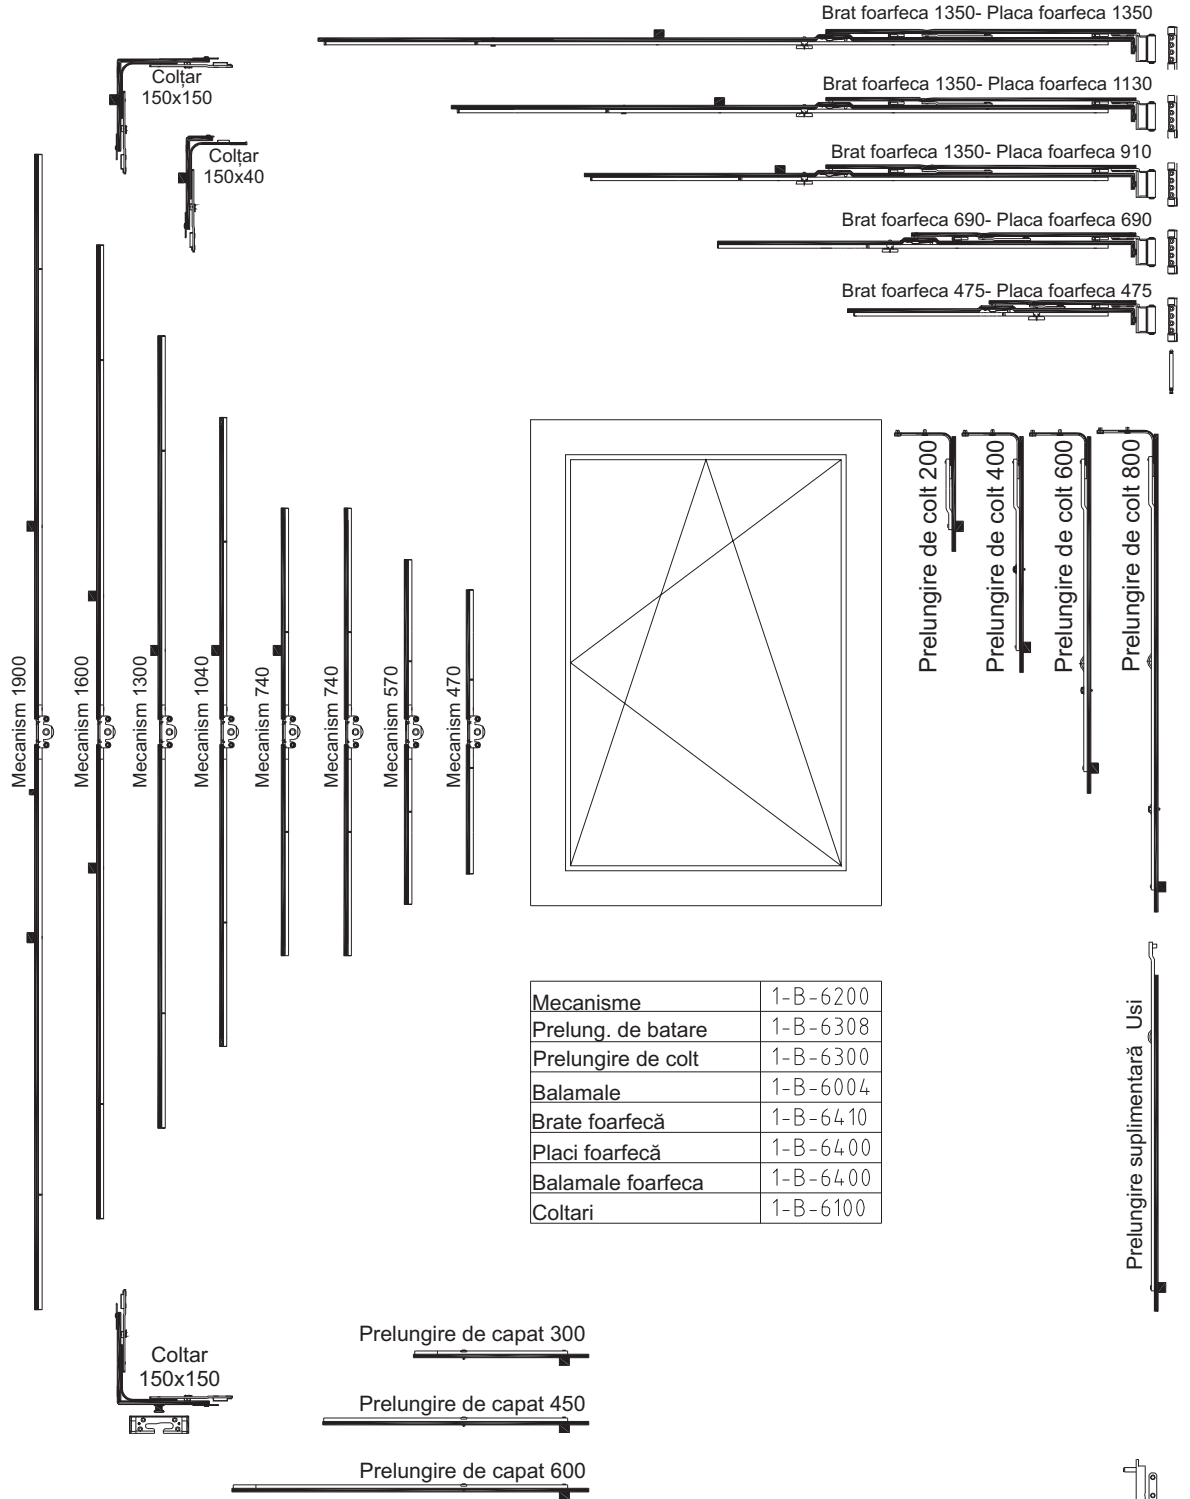 Brat foarfeca 1350- Placa foarfeca 1350
Colțar
150x150
Brat foarfeca 1350- Placa foarfeca 1130
Colțar
150x40
Brat foarfeca 1350- Placa foarfeca 910
Brat foarfeca 690- Placa foarfeca 690
Brat foarfeca 475- Placa foarfeca 475
Prelungire de colt 200
Prelungire de colt 400
Prelungire de colt 600
Prelungire de colt 800
Mecanism 1900
Mecanism 1600
Mecanism 1300
Mecanism 1040
Mecanism 740
Mecanism 740
Mecanism 570
Mecanism 470
Mecanisme 1-B-6200
Prelung. de batare 1-B-6308
Prelungire de colt 1-B-6300
Balamale 1-B-6004
Brate foarfecă 1-B-6410
Placi foarfecă 1-B-6400
Balamale foarfeca 1-B-6400
Coltari 1-B-6100
Prelungire suplimentară Usi
Coltar
150x150
Prelungire de capat 300
Prelungire de capat 450
Prelungire de capat 600